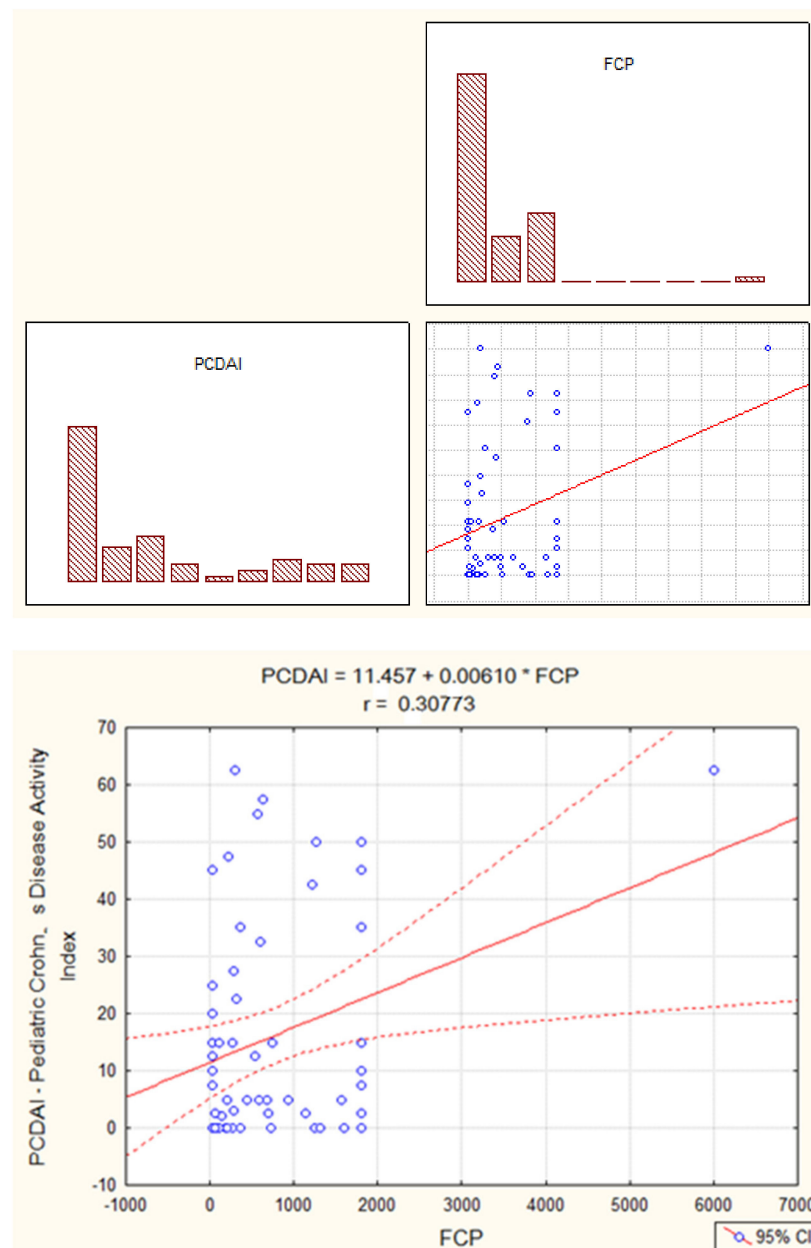 FCP
PCDAI
PCDAI = 11.457 + 0.00610 * FCP
r = 0.30773
PCDAI - Pediatric Crohn_ s Disease Activity
Index
70
60
50
40
30
20
10
0
-10
-1000 0 1000 2000 3000 4000 5000 6000 7000
FCP
95% CI